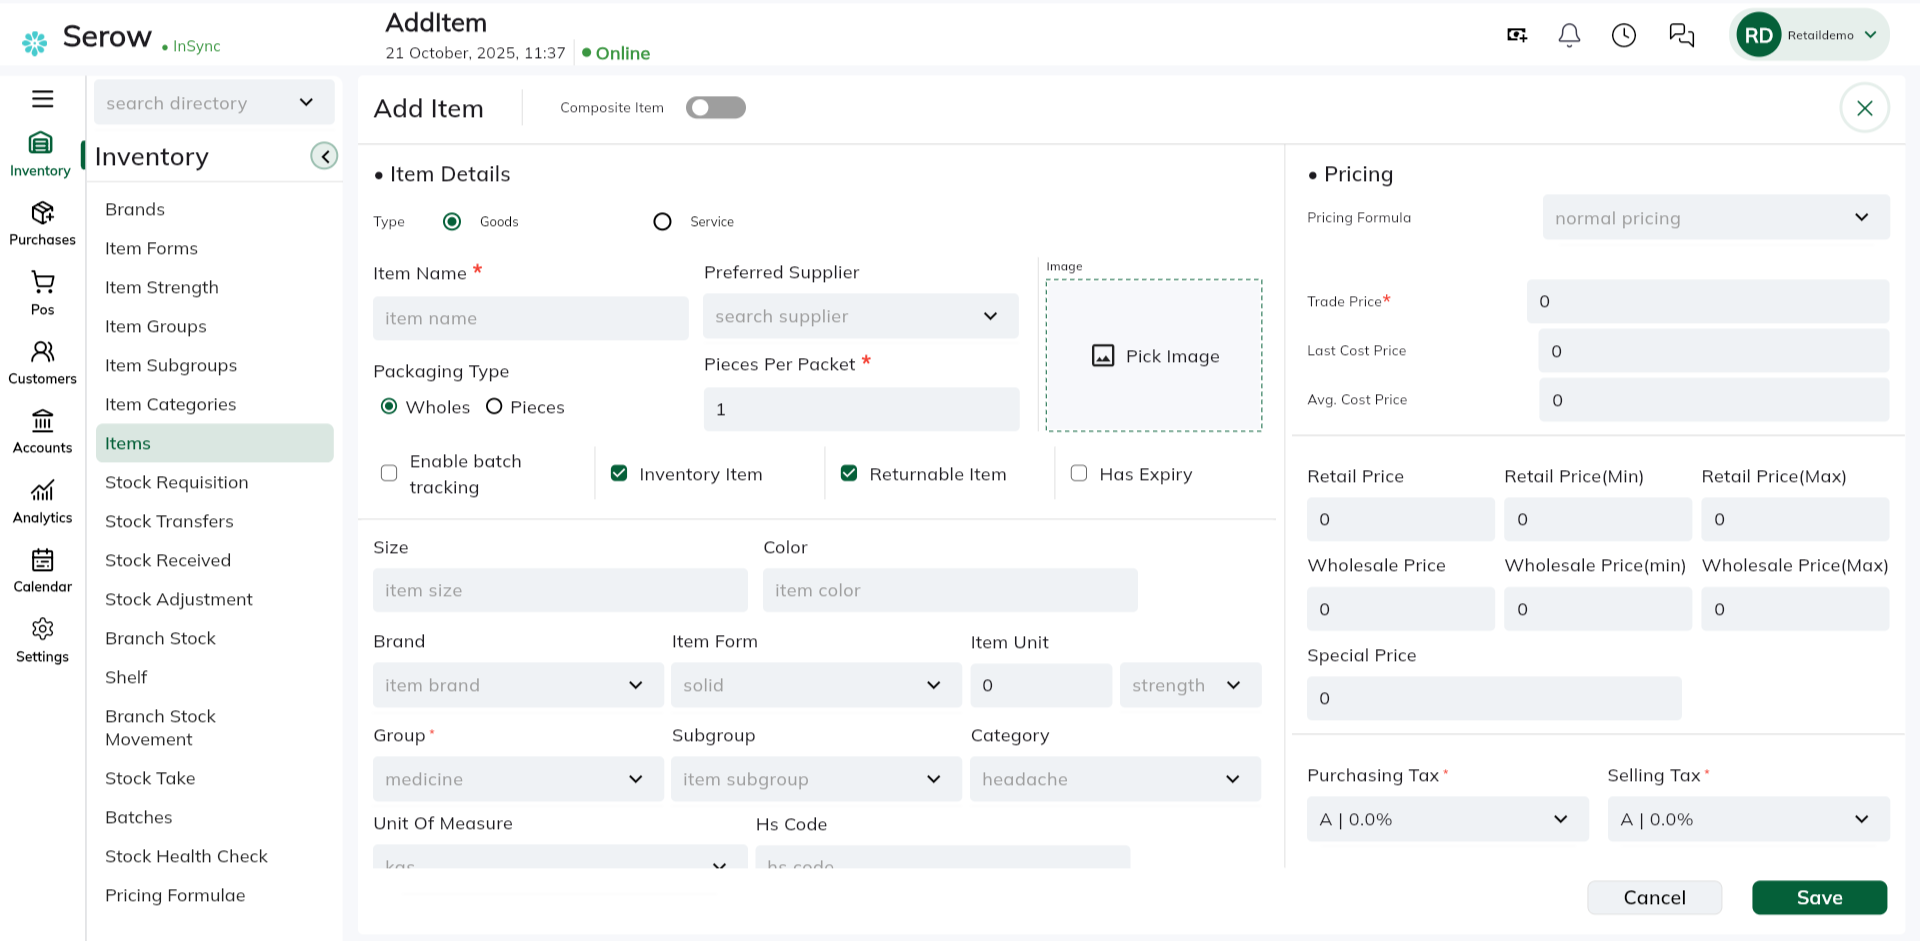 Serow
InSync
AddItem
21 October, 2025, 11:37
Online
RD
Retaildemo
search directory
Inventory
Inventory
Purchases
Pos
Customers
Accounts
Analytics
Calendar
Settings
Brands
Item Forms
Item Strength
Item Groups
Item Subgroups
Item Categories
Items
Stock Requisition
Stock Transfers
Stock Received
Stock Adjustment
Branch Stock
Shelf
Branch Stock
Movement
Stock Take
Batches
Stock Health Check
Pricing Formulae
Add Item
Composite Item
• Item Details
Type
Goods
Service
Item Name *
item name
Preferred Supplier
search supplier
Image
Pick Image
Packaging Type
Wholes
Pieces
Pieces Per Packet *
1
Enable batch
tracking
Inventory Item
Returnable Item
Has Expiry
Size
item size
Color
item color
Brand
item brand
Item Form
solid
Item Unit
0
strength
Group *
medicine
Subgroup
item subgroup
Category
headache
Unit Of Measure
kgs
Hs Code
hs code
• Pricing
Pricing Formula
normal pricing
Trade Price*
0
Last Cost Price
0
Avg. Cost Price
0
Retail Price
0
Retail Price(Min)
0
Retail Price(Max)
0
Wholesale Price
0
Wholesale Price(min)
0
Wholesale Price(Max)
0
Special Price
0
Purchasing Tax *
A | 0.0%
Selling Tax *
A | 0.0%
Cancel
Save